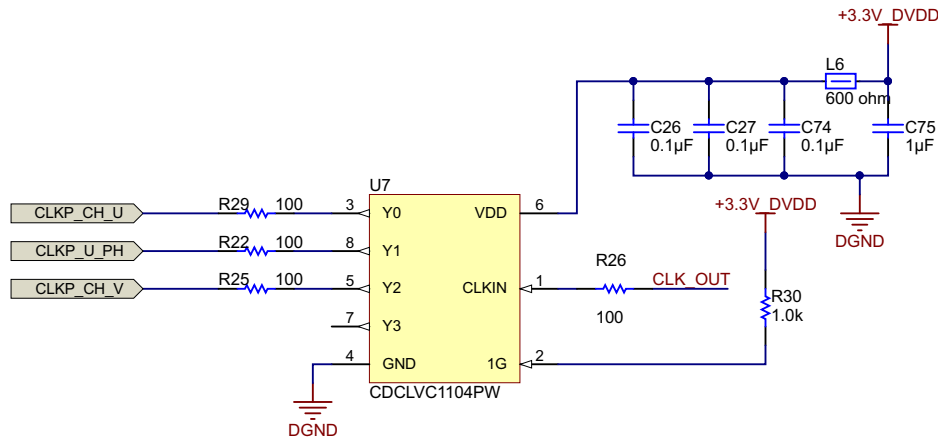 +3.3V_DVDD
L6
600 ohm
C26
0.1µF
C27
0.1µF
C74
0.1µF
C75
1µF
U7
CLKP_CH_U
R29
100
3
Y0
VDD
6
+3.3V_DVDD
DGND
CLKP_U_PH
R22
100
8
Y1
R26
CLKP_CH_V
R25
100
5
Y2
CLKIN
1
CLK_OUT
100
R30
1.0k
7
Y3
4
GND
1G
2
CDCLVC1104PW
DGND